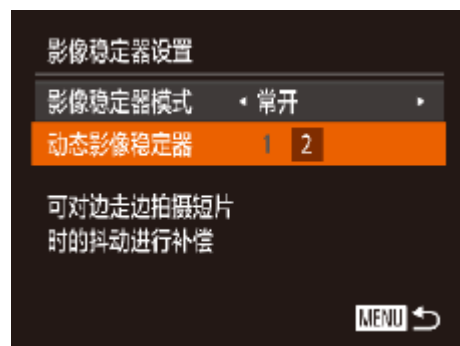 影像稳定器设置
影像稳定器模式 常开
动态影像稳定器 1 2
可对边走边拍摄短片
时的抖动进行补偿
MENU